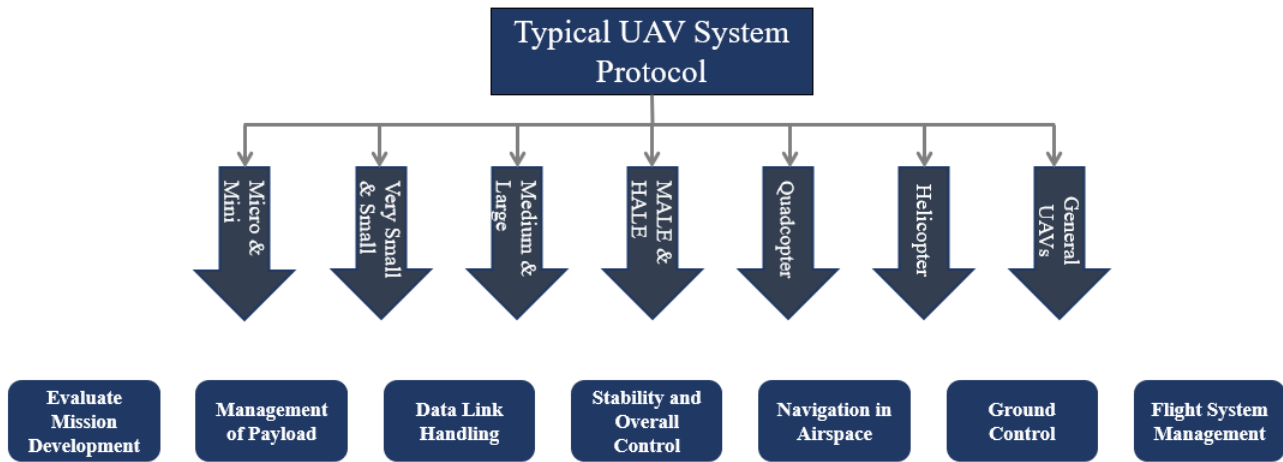 Typical UAV System
Protocol
Micro &
Mini
Very Small
& Small
Medium &
Large
MALE &
HALE
Quadcopter
Helicopter
General
UAVs
Evaluate
Mission
Development
Management
of Payload
Data Link
Handling
Stability and
Overall
Control
Navigation in
Airspace
Ground
Control
Flight System
Management